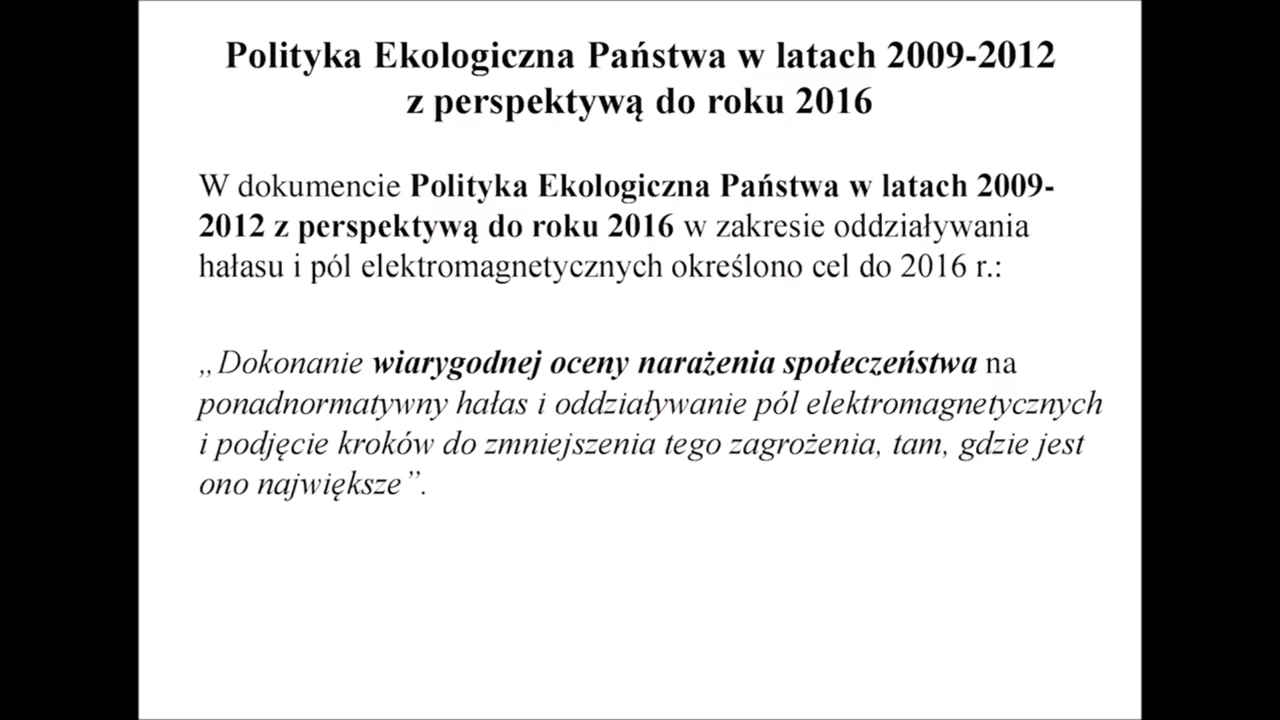 Polityka Ekologiczna Państwa w latach 2009-2012
z perspektywą do roku 2016
W dokumencie Polityka Ekologiczna Państwa w latach 2009-
2012 z perspektywą do roku 2016 w zakresie oddziaływania
hałasu i pól elektromagnetycznych określono cel do 2016 r.:
„Dokonanie wiarygodnej oceny narażenia społeczeństwa na
ponadnormatywny hałas i oddziaływanie pól elektromagnetycznych
i podjęcie kroków do zmniejszenia tego zagrożenia, tam, gdzie jest
ono największe”.